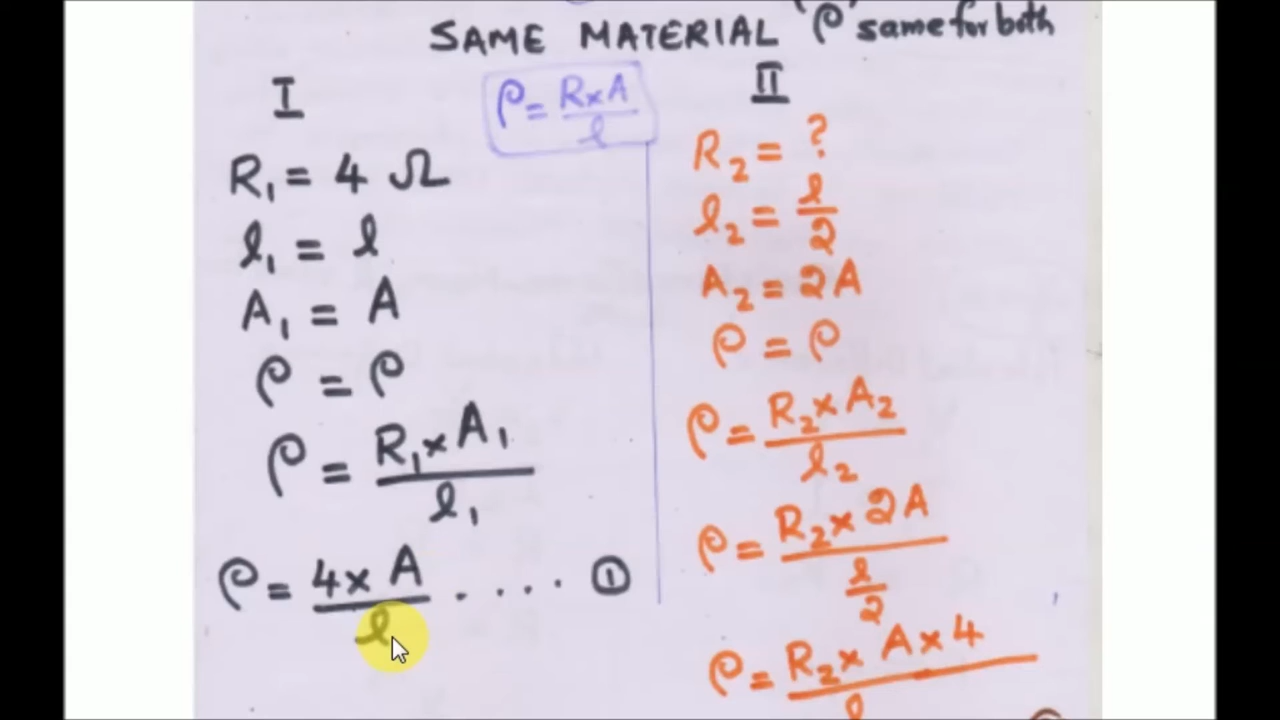 SAME MATERIAL 'ρ' same for both
I
ρ = R×A / l
R₁ = 4 Ω
l₁ = l
A₁ = A
ρ = ρ
ρ = R₁×A₁ / l₁
ρ = 4×A / l ..... ①
II
R₂ = ?
l₂ = l/2
A₂ = 2A
ρ = ρ
ρ = R₂×A₂ / l₂
ρ = R₂×2A / l/2
ρ = R₂×A×4 / l